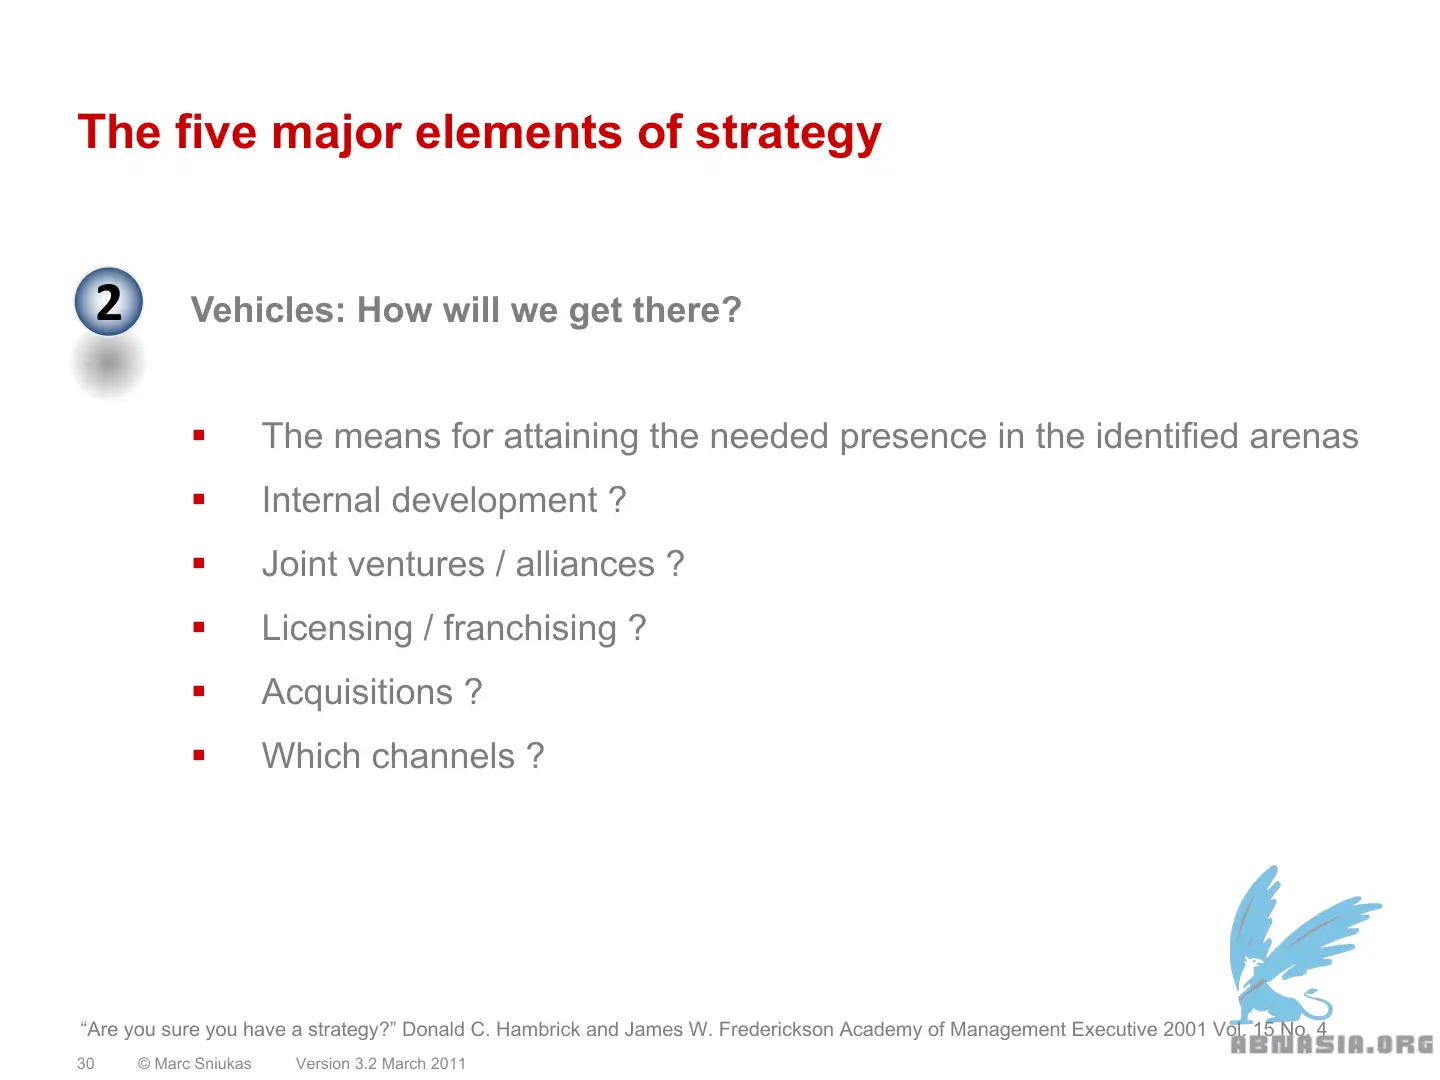 The five major elements of strategy
2
Vehicles: How will we get there?
▪ The means for attaining the needed presence in the identified arenas
▪ Internal development ?
▪ Joint ventures / alliances ?
▪ Licensing / franchising ?
▪ Acquisitions ?
▪ Which channels ?
“Are you sure you have a strategy?” Donald C. Hambrick and James W. Frederickson Academy of Management Executive 2001 Vol. 15 No. 4
ABNASIA.ORG
30 © Marc Sniukas Version 3.2 March 2011